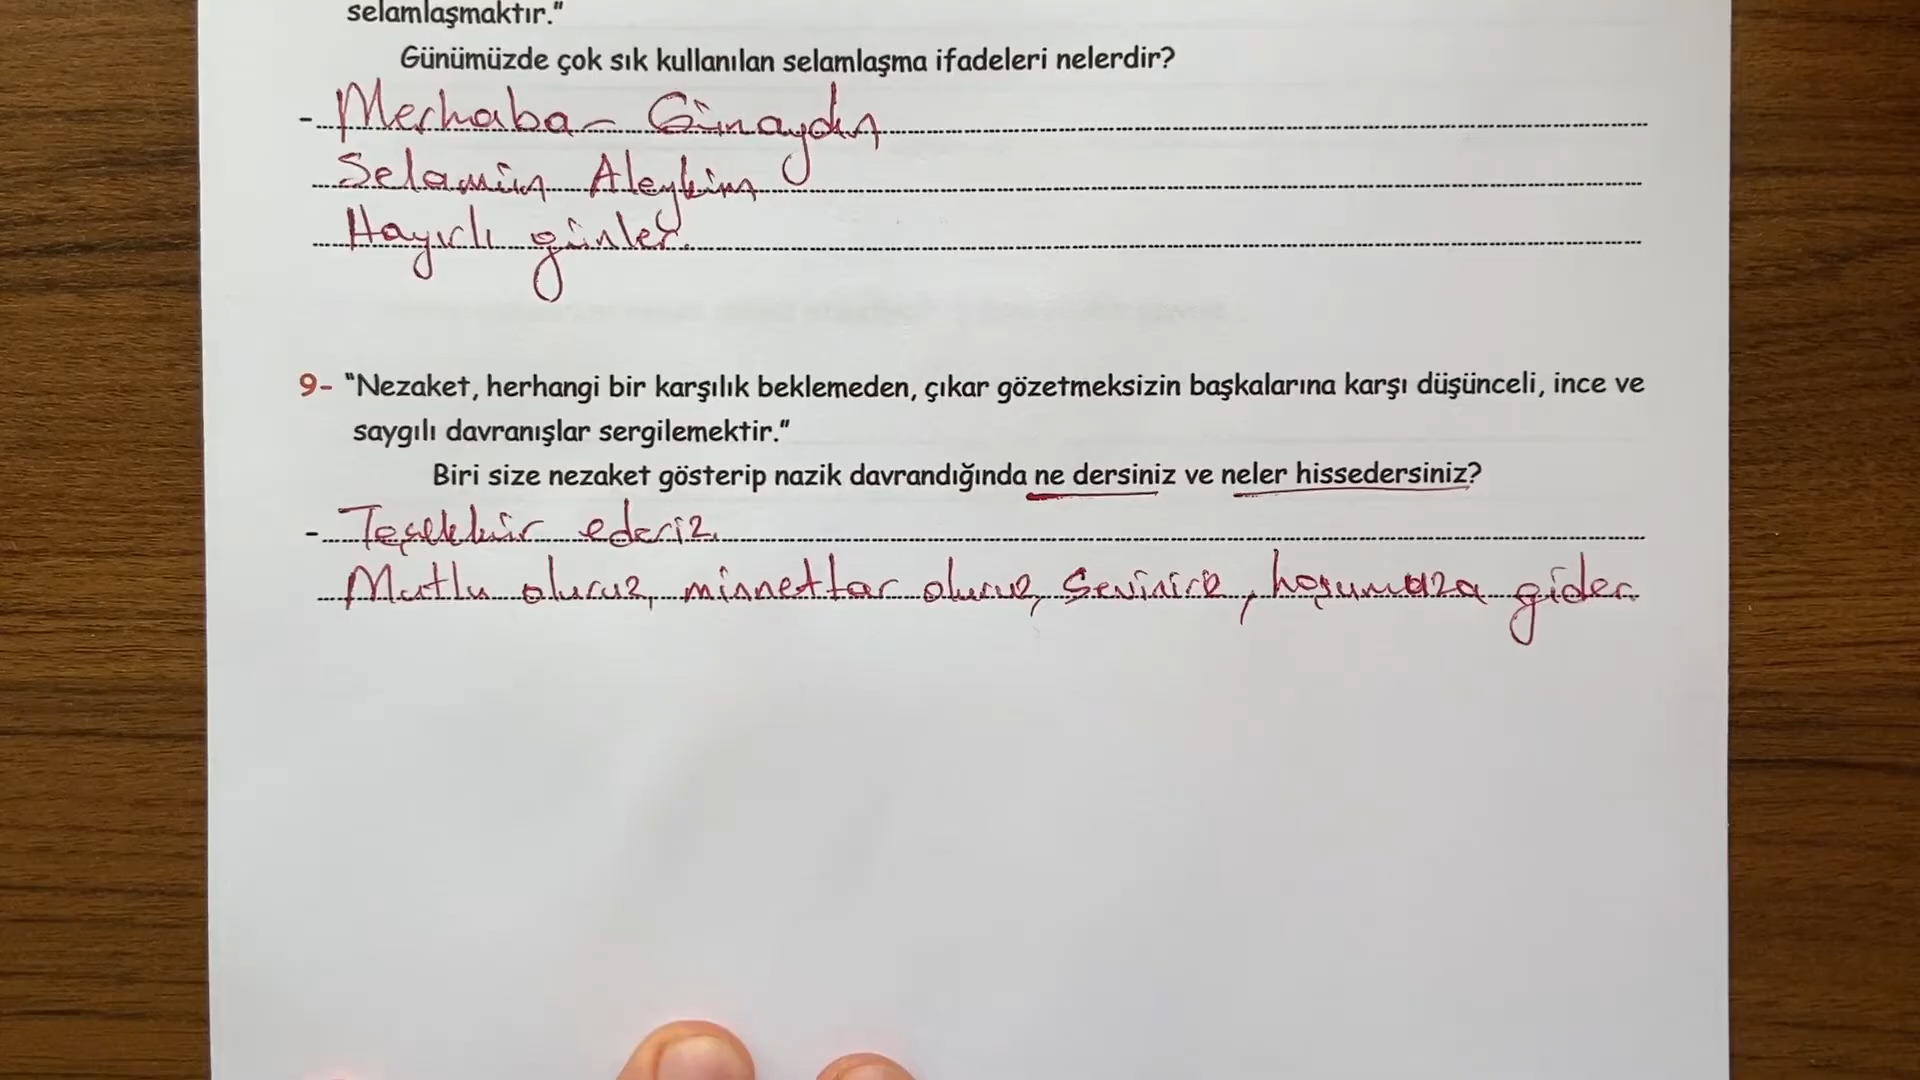 selamlaşmaktır."
Günümüzde çok sık kullanılan selamlaşma ifadeleri nelerdir?
- Merhaba - Günaydın
Selamün Aleyküm
Hayırlı günler.
9- "Nezaket, herhangi bir karşılık beklemeden, çıkar gözetmeksizin başkalarına karşı düşünceli, ince ve
saygılı davranışlar sergilemektir."
Biri size nezaket gösterip nazik davrandığında ne dersiniz ve neler hissedersiniz?
- Teşekkür ederiz.
Mutlu oluruz, minnettar oluruz, Seviniriz, hoşumuza gider.